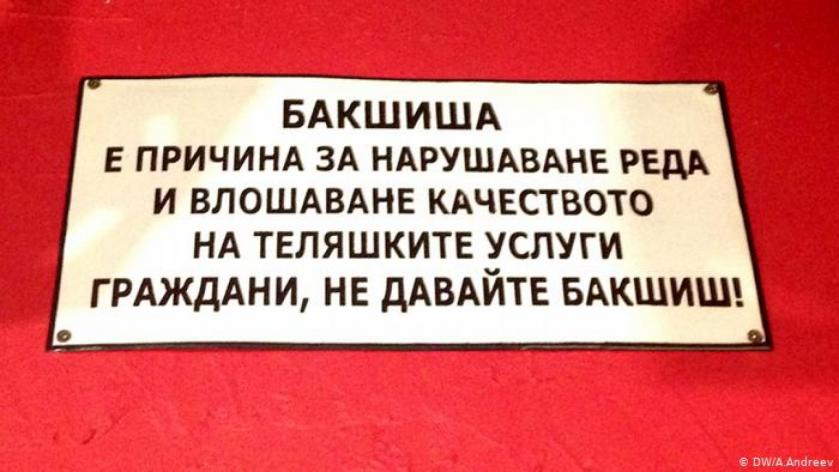 БАКШИША
Е ПРИЧИНА ЗА НАРУШАВАНЕ РЕДА
И ВЛОШАВАНЕ КАЧЕСТВОТО
НА ТЕЛЯШКИТЕ УСЛУГИ
ГРАЖДАНИ, НЕ ДАВАЙТЕ БАКШИШ!
© DW/A.Andreev